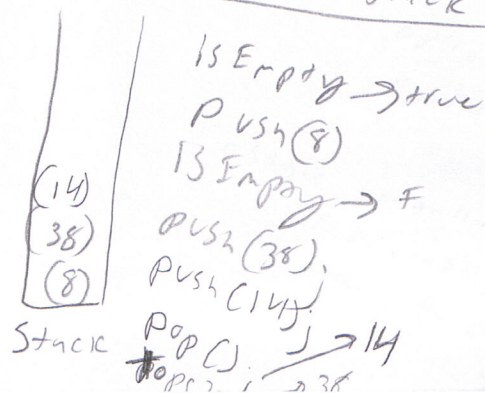 IsEmpty → true
Push(8)
IsEmpty → F
push(38).
push(14)
(14)
(38)
(8)
Stack
Pop(). → 14